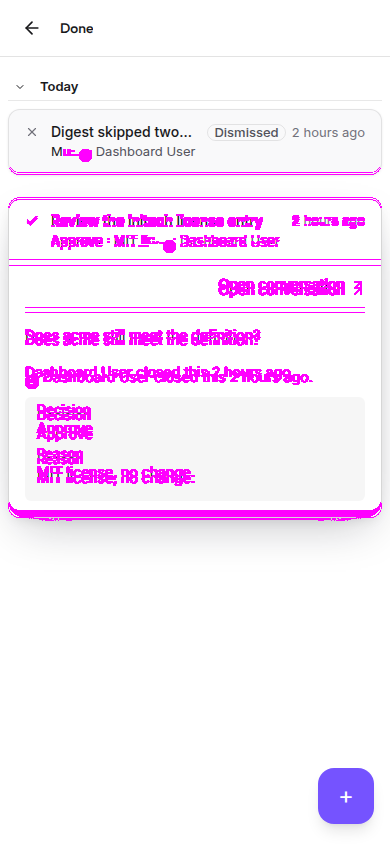 Done
Today
Digest skipped two... Dismissed 2 hours ago
Dashboard User
Review the Initech license entry 2 hours ago
Approve · MIT Dashboard User
Open conversation
Does acme still meet the definition?
Dashboard User closed this 2 hours ago.
Decision
Approve
Reason
MIT license, no change.